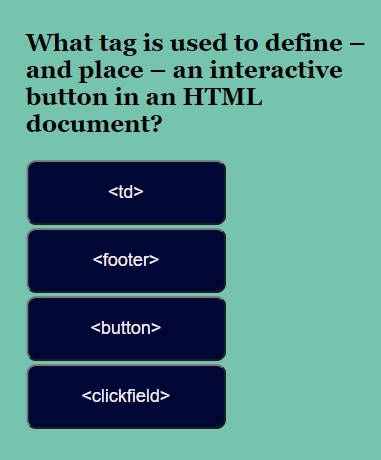 What tag is used to define –
and place – an interactive
button in an HTML
document?
<td>
<footer>
<button>
<clickfield>